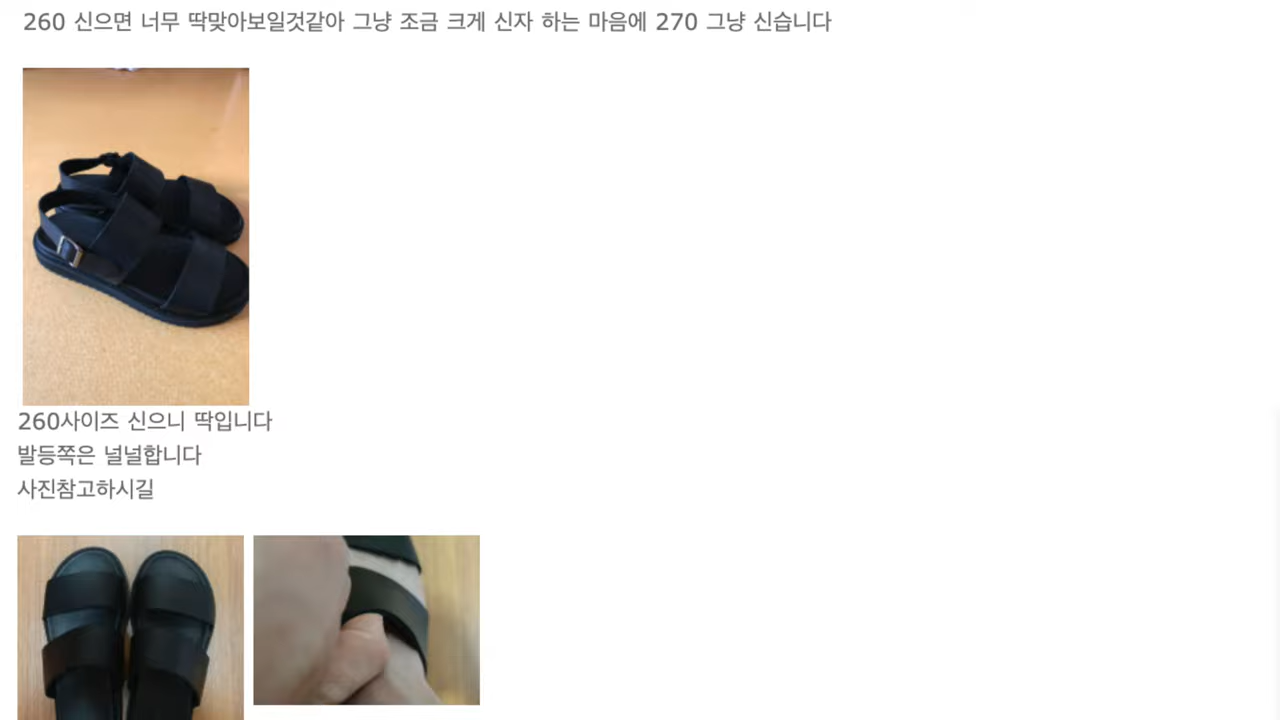 260 신으면 너무 딱맞아보일것같아 그냥 조금 크게 신자 하는 마음에 270 그냥 신습니다
260사이즈 신으니 딱입니다
발등쪽은 널널합니다
사진참고하시길